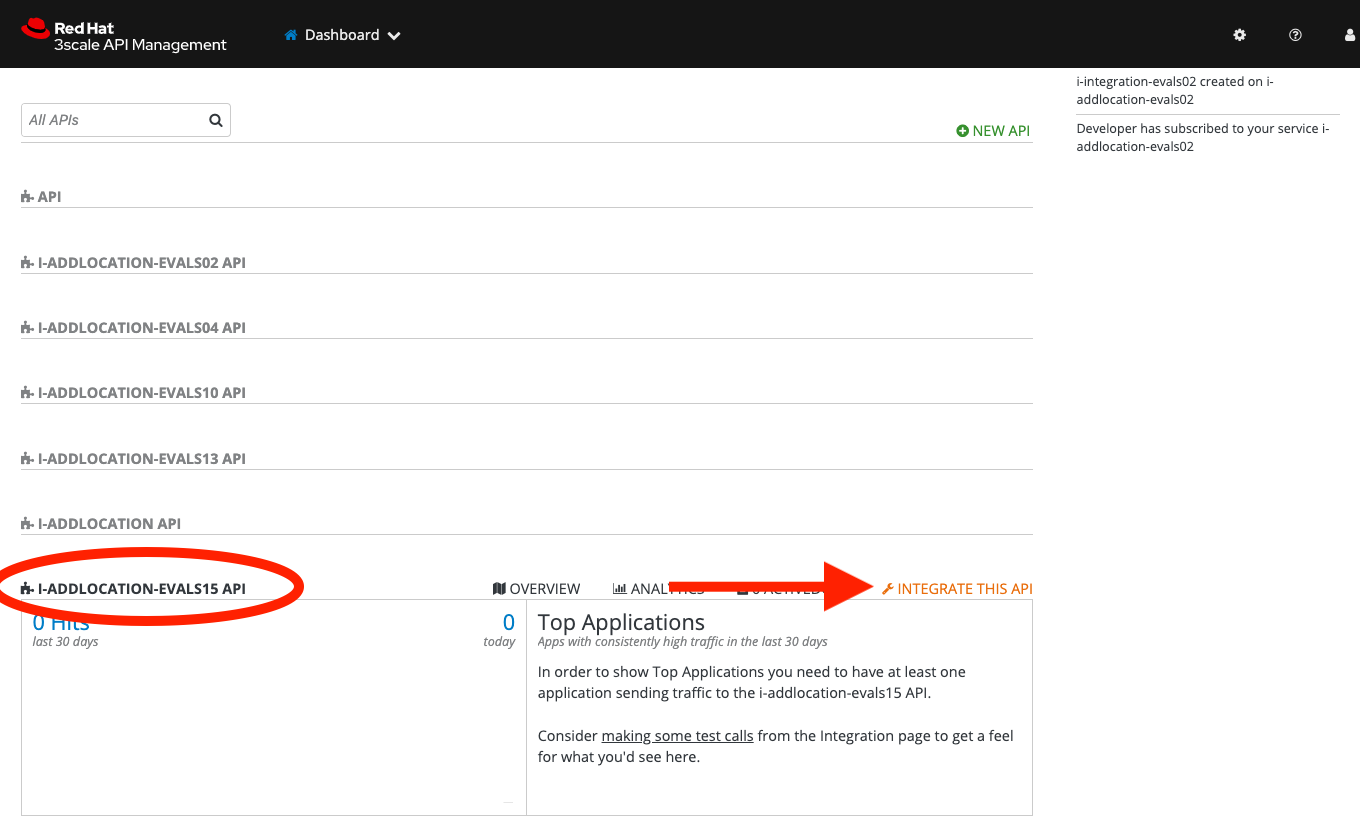 Red Hat
3scale API Management
Dashboard
i-integration-evals02 created on i-
addlocation-evals02
Developer has subscribed to your service i-
addlocation-evals02
All APIs
NEW API
API
I-ADDLOCATION-EVALS02 API
I-ADDLOCATION-EVALS04 API
I-ADDLOCATION-EVALS10 API
I-ADDLOCATION-EVALS13 API
I-ADDLOCATION API
I-ADDLOCATION-EVALS15 API OVERVIEW ANALYTICS INTEGRATE THIS API
0 Hits
last 30 days
0
today
Top Applications
Apps with consistently high traffic in the last 30 days
In order to show Top Applications you need to have at least one
application sending traffic to the i-addlocation-evals15 API.
Consider making some test calls from the Integration page to get a feel
for what you'd see here.